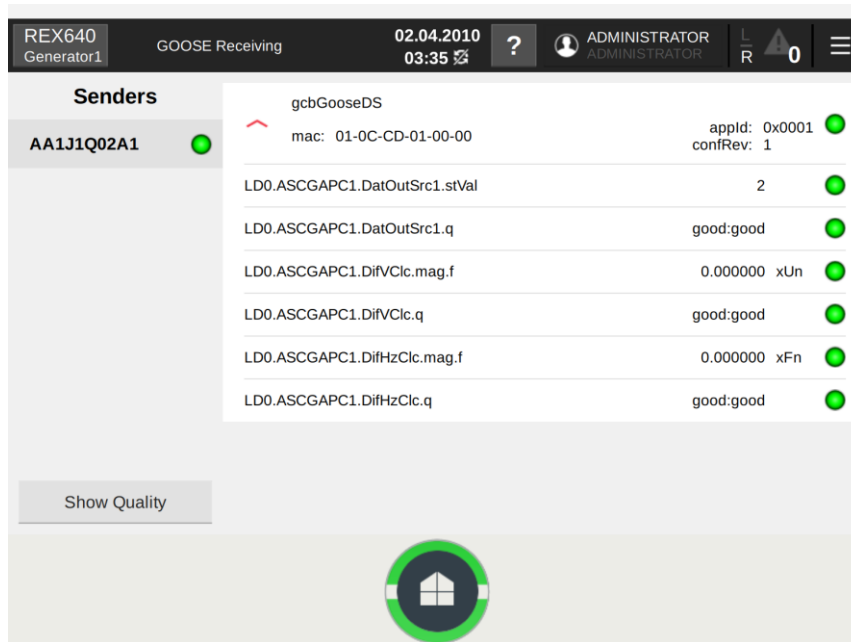 REX640
Generator1
GOOSE Receiving
02.04.2010
03:35
?
ADMINISTRATOR
ADMINISTRATOR
L
R
0
Senders
AA1J1Q02A1
gcbGooseDS
mac: 01-0C-CD-01-00-00
appId: 0x0001
confRev: 1
LD0.ASCGAPC1.DatOutSrc1.stVal 2
LD0.ASCGAPC1.DatOutSrc1.q good:good
LD0.ASCGAPC1.DifVClc.mag.f 0.000000 xUn
LD0.ASCGAPC1.DifVClc.q good:good
LD0.ASCGAPC1.DifHzClc.mag.f 0.000000 xFn
LD0.ASCGAPC1.DifHzClc.q good:good
Show Quality